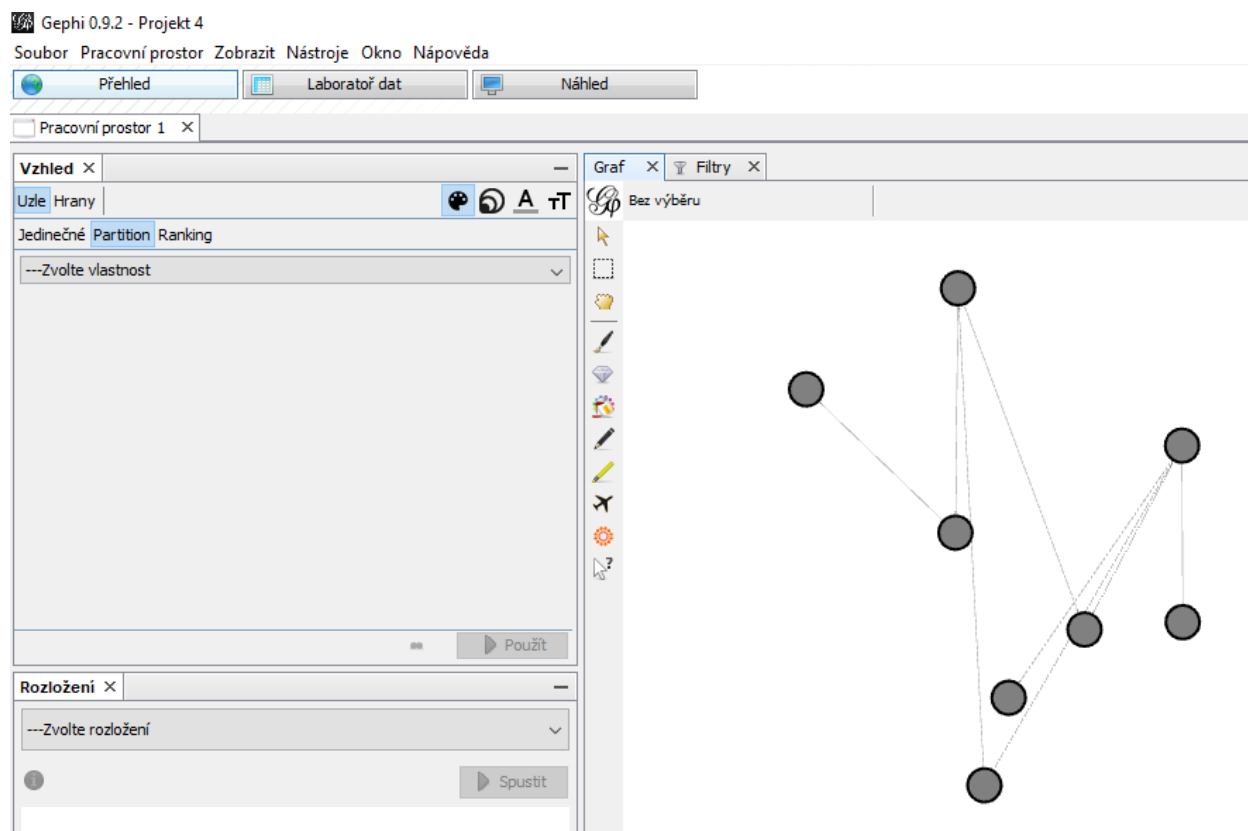 Gephi 0.9.2 - Projekt 4
Soubor Pracovní prostor Zobrazit Nástroje Okno Nápověda
Přehled Laboratoř dat Náhled
Pracovní prostor 1
Vzhled
Uzle Hrany
Jedinečné Partition Ranking
---Zvolte vlastnost
Použít
Rozložení
---Zvolte rozložení
Spustit
Graf Filtry
Bez výběru